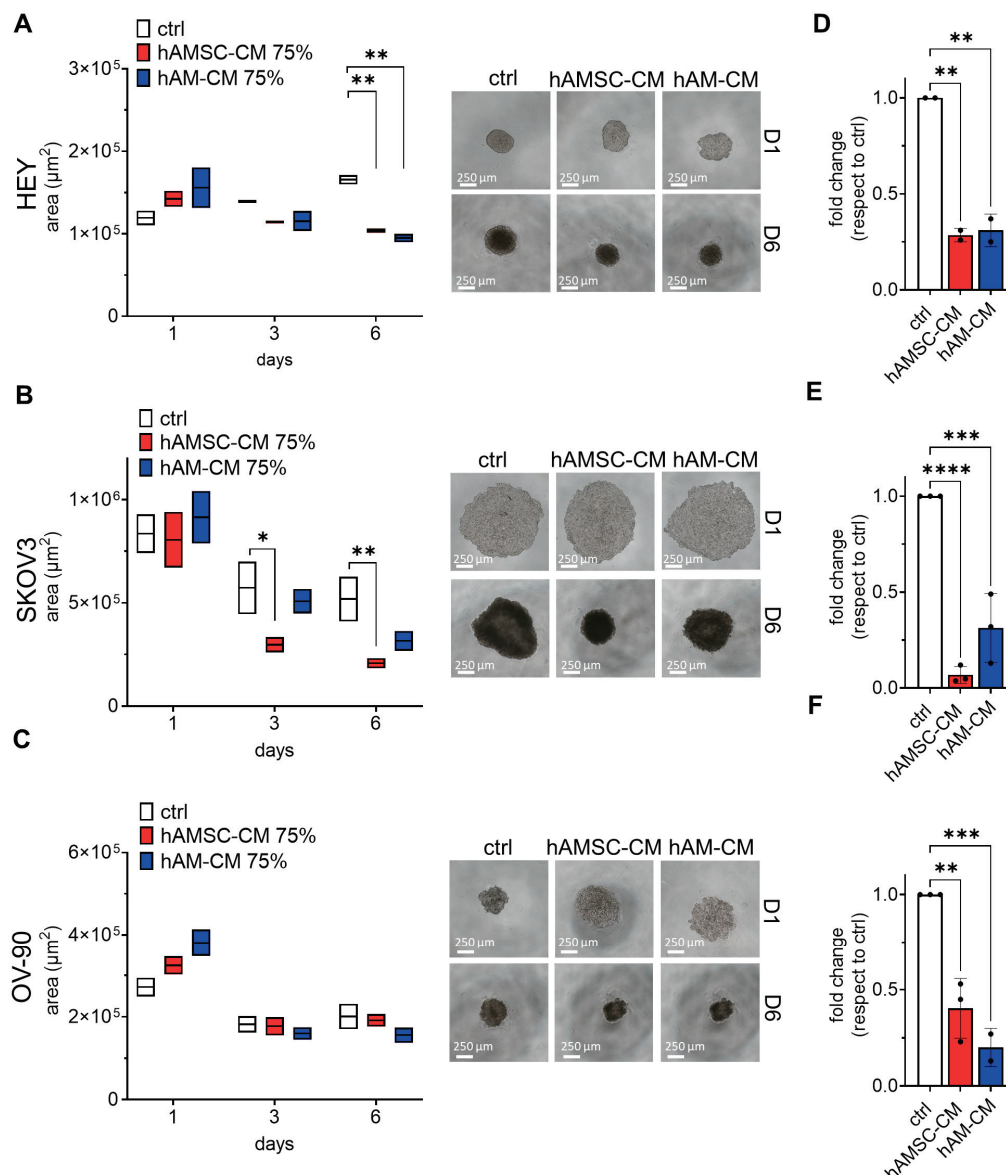 A
ctrl
hAMSC-CM 75%
hAM-CM 75%
HEY
area (µm²)
3×10⁵
2×10⁵
1×10⁵
0
1
3
6
days
**
**
ctrl
hAMSC-CM
hAM-CM
D1
D6
250 µm
250 µm
250 µm
250 µm
250 µm
250 µm
D
**
**
fold change
(respect to ctrl)
1.0
0.25
0.0
ctrl
hAMSC-CM
hAM-CM
B
ctrl
hAMSC-CM 75%
hAM-CM 75%
SKOV3
area (µm²)
1×10⁶
5×10⁵
0
1
3
6
days
*
**
ctrl
hAMSC-CM
hAM-CM
D1
D6
250 µm
250 µm
250 µm
250 µm
250 µm
250 µm
E
***
****
fold change
(respect to ctrl)
1.0
0.5
0.0
ctrl
hAMSC-CM
hAM-CM
C
ctrl
hAMSC-CM 75%
hAM-CM 75%
OV-90
area (µm²)
6×10⁵
4×10⁵
2×10⁵
0
1
3
6
days
ctrl
hAMSC-CM
hAM-CM
D1
D6
250 µm
250 µm
250 µm
250 µm
250 µm
250 µm
F
***
**
fold change
(respect to ctrl)
1.0
0.5
0.0
ctrl
hAMSC-CM
hAM-CM